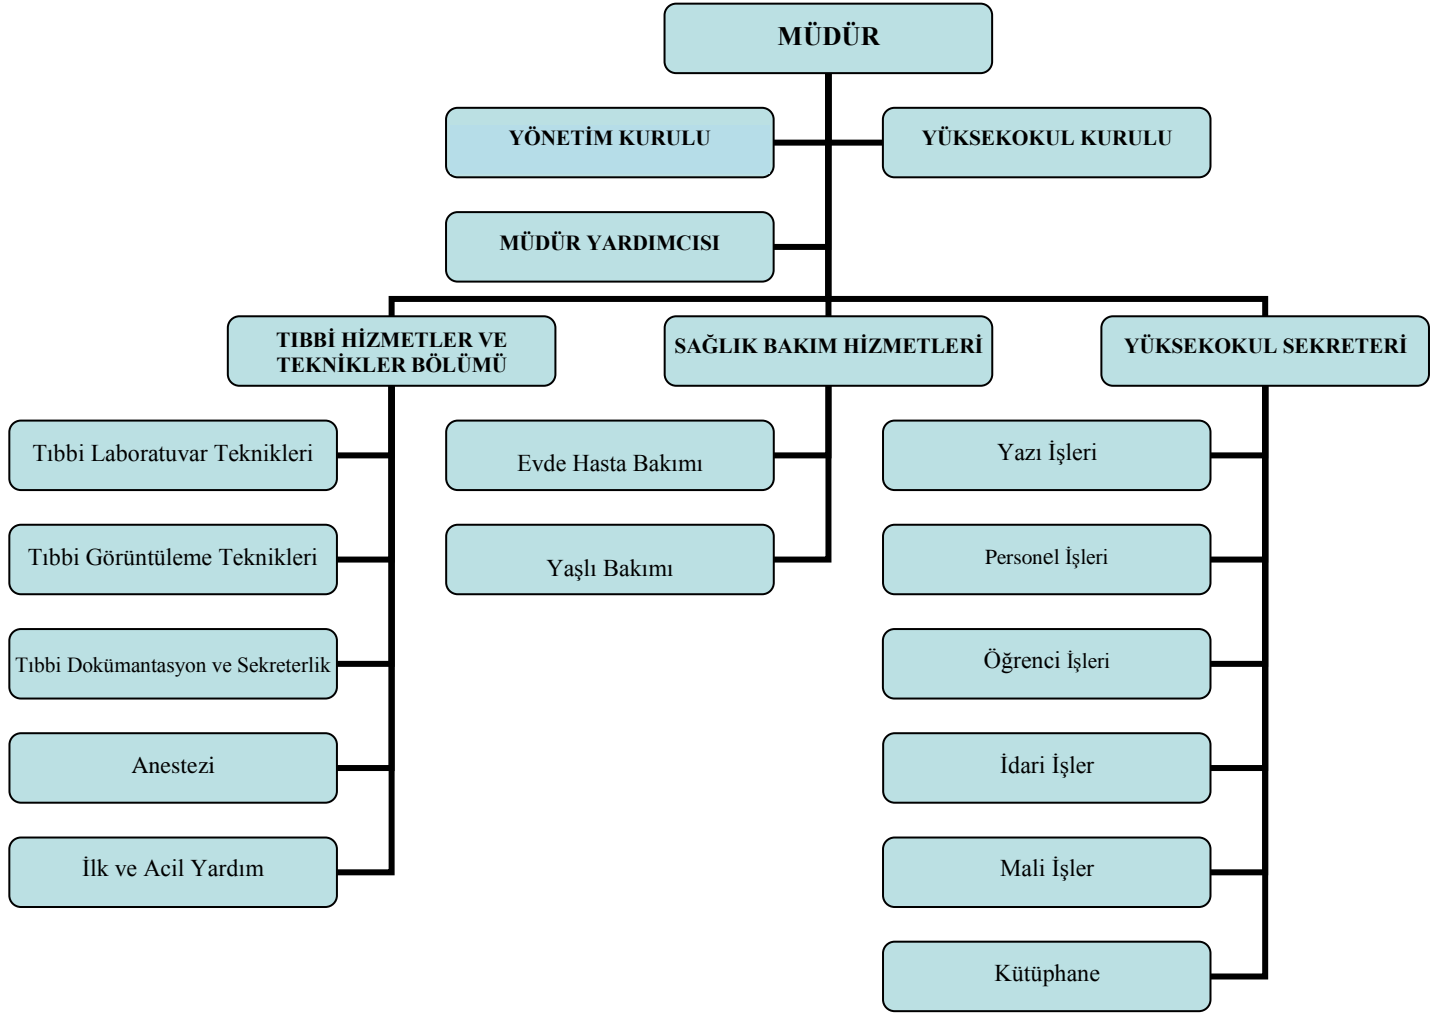 MÜDÜR
YÖNETİM KURULU
YÜKSEKOKUL KURULU
MÜDÜR YARDIMCISI
TIBBİ HİZMETLER VE
TEKNİKLER BÖLÜMÜ
SAĞLIK BAKIM HİZMETLERİ
YÜKSEKOKUL SEKRETERİ
Tıbbi Laboratuvar Teknikleri
Tıbbi Görüntüleme Teknikleri
Tıbbi Dokümantasyon ve Sekreterlik
Anestezi
İlk ve Acil Yardım
Evde Hasta Bakımı
Yaşlı Bakımı
Yazı İşleri
Personel İşleri
Öğrenci İşleri
İdari İşler
Mali İşler
Kütüphane